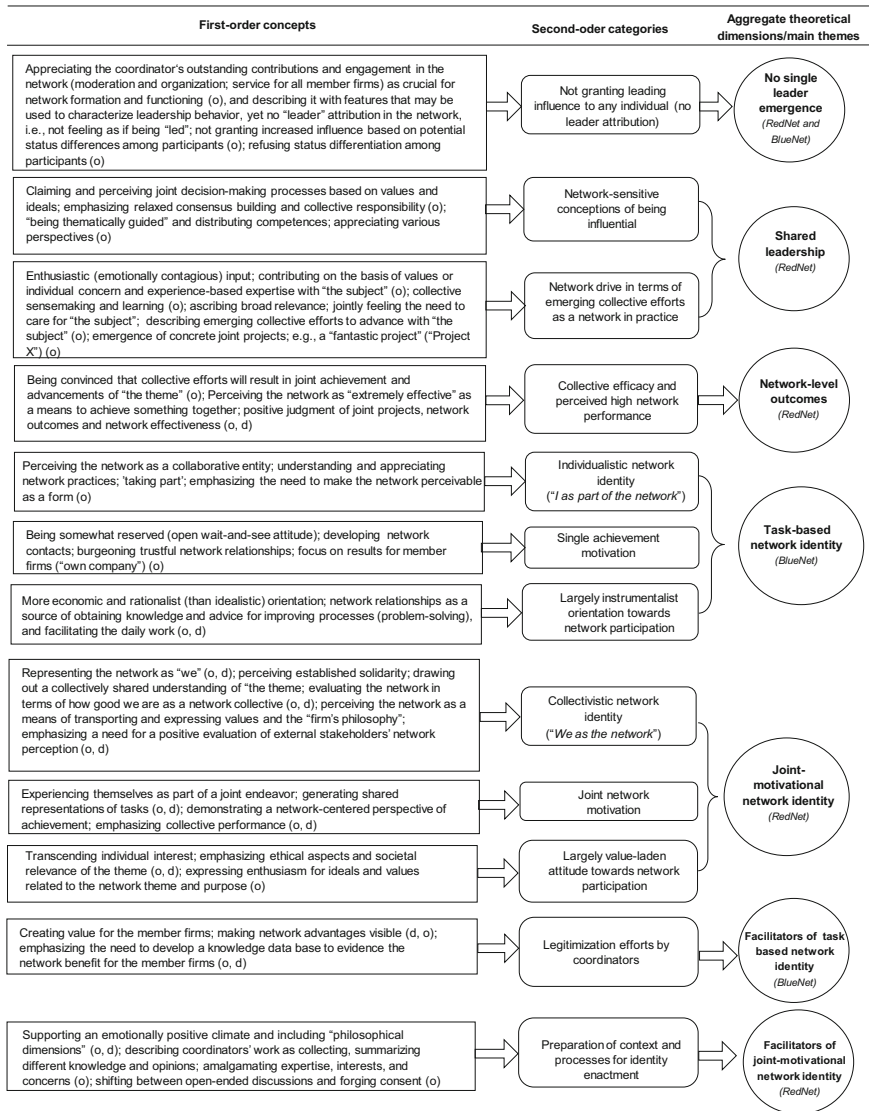 First-order concepts
Second-oder categories
Aggregate theoretical
dimensions/main themes
Appreciating the coordinator‘s outstanding contributions and engagement in the
network (moderation and organization; service for all member firms) as crucial for
network formation and functioning (o), and describing it with features that may be
used to characterize leadership behavior, yet no “leader” attribution in the network,
i.e., not feeling as if being “led”; not granting increased influence based on potential
status differences among participants (o); refusing status differentiation among
participants (o)
Not granting leading
influence to any individual (no
leader attribution)
No single
leader
emergence
(RedNet and
BlueNet)
Claiming and perceiving joint decision-making processes based on values and
ideals; emphasizing relaxed consensus building and collective responsibility (o);
“being thematically guided” and distributing competences; appreciating various
perspectives (o)
Network-sensitive
conceptions of being
influential
Enthusiastic (emotionally contagious) input; contributing on the basis of values or
individual concern and experience-based expertise with “the subject” (o); collective
sensemaking and learning (o); ascribing broad relevance; jointly feeling the need to
care for “the subject”; describing emerging collective efforts to advance with “the
subject” (o); emergence of concrete joint projects; e.g., a “fantastic project” (“Project
X”) (o)
Network drive in terms of
emerging collective efforts
as a network in practice
Shared
leadership
(RedNet)
Being convinced that collective efforts will result in joint achievement and
advancements of “the theme” (o); Perceiving the network as “extremely effective” as
a means to achieve something together; positive judgment of joint projects, network
outcomes and network effectiveness (o, d)
Collective efficacy and
perceived high network
performance
Network-level
outcomes
(RedNet)
Perceiving the network as a collaborative entity; understanding and appreciating
network practices; ’taking part’; emphasizing the need to make the network perceivable
as a form (o)
Individualistic network
identity
(“I as part of the network”)
Being somewhat reserved (open wait-and-see attitude); developing network
contacts; burgeoning trustful network relationships; focus on results for member
firms (“own company”) (o)
Single achievement
motivation
Task-based
network identity
(BlueNet)
More economic and rationalist (than idealistic) orientation; network relationships as a
source of obtaining knowledge and advice for improving processes (problem-solving),
and facilitating the daily work (o, d)
Largely instrumentalist
orientation towards
network participation
Representing the network as “we” (o, d); perceiving established solidarity; drawing
out a collectively shared understanding of “the theme; evaluating the network in
terms of how good we are as a network collective (o, d); perceiving the network as a
means of transporting and expressing values and the “firm’s philosophy”;
emphasizing a need for a positive evaluation of external stakeholders’ network
perception (o, d)
Collectivistic network
identity
(“We as the network”)
Experiencing themselves as part of a joint endeavor; generating shared
representations of tasks (o, d); demonstrating a network-centered perspective of
achievement; emphasizing collective performance (o, d)
Joint network
motivation
Joint-
motivational
network identity
(RedNet)
Transcending individual interest; emphasizing ethical aspects and societal
relevance of the theme (o, d); expressing enthusiasm for ideals and values
related to the network theme and purpose (o)
Largely value-laden
attitude towards network
participation
Creating value for the member firms; making network advantages visible (d, o);
emphasizing the need to develop a knowledge data base to evidence the
network benefit for the member firms (o, d)
Legitimization efforts by
coordinators
Facilitators of task
based network
identity
(BlueNet)
Supporting an emotionally positive climate and including “philosophical
dimensions” (o, d); describing coordinators’ work as collecting, summarizing
different knowledge and opinions; amalgamating expertise, interests, and
concerns (o); shifting between open-ended discussions and forging consent (o)
Preparation of context
and processes for identity
enactment
Facilitators of
joint-motivational
network identity
(RedNet)